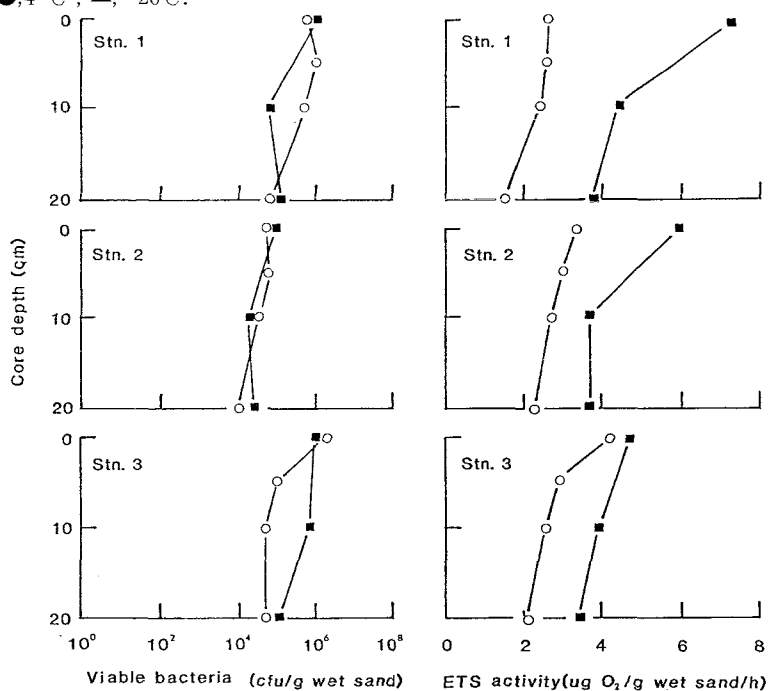 4 °C ; —, -20 C.
0
Stn. 1
10
20
Stn. 1
0
Stn. 2
10
20
Stn. 2
0
Stn. 3
10
20
Stn. 3
Core depth (cm)
10⁰ 10² 10⁴ 10⁶ 10⁸
0 2 4 6 8
Viable bacteria (cfu/g wet sand)
ETS activity(ug O₂/g wet sand/h)